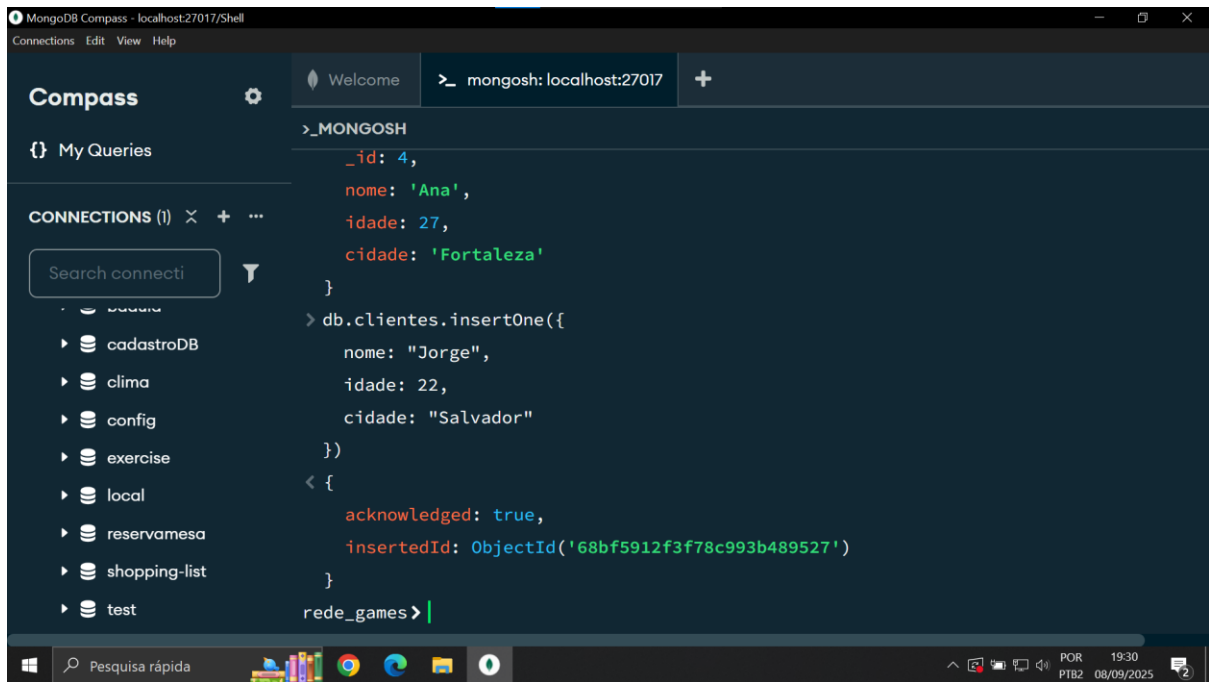 MongoDB Compass - localhost:27017/Shell
Connections Edit View Help
Compass
{} My Queries
CONNECTIONS (1)
Search connecti
cadastroDB
clima
config
exercise
local
reservamesa
shopping-list
test
Welcome
>_ mongosh: localhost:27017 +
>_MONGOSH
_id: 4,
nome: 'Ana',
idade: 27,
cidade: 'Fortaleza'
}
> db.clientes.insertOne({
nome: "Jorge",
idade: 22,
cidade: "Salvador"
})
< {
acknowledged: true,
insertedId: ObjectId('68bf5912f3f78c993b489527')
}
rede_games>
Pesquisa rápida
POR
PTB2
19:30
08/09/2025
2